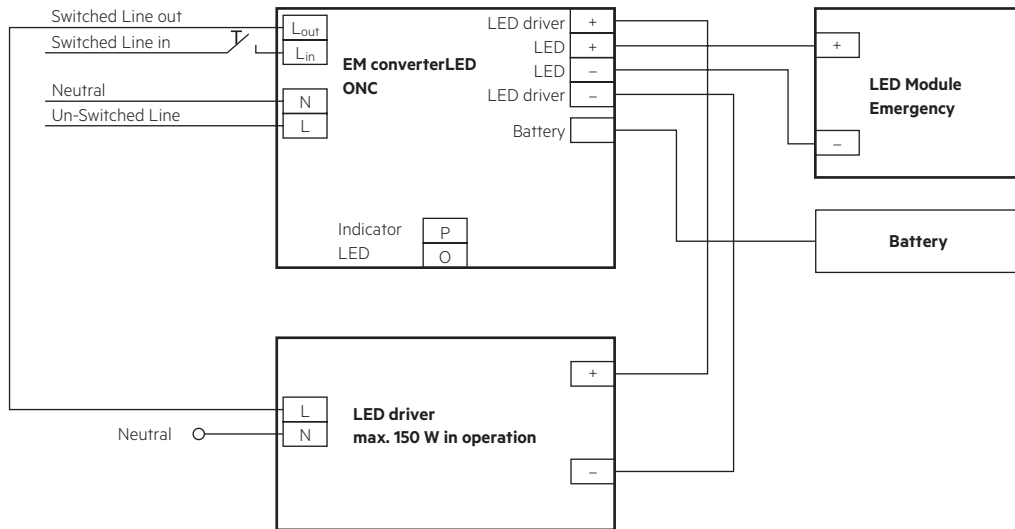 Switched Line out
Switched Line in
Neutral
Un-Switched Line
Lout
Lin
N
L
EM converterLED
ONC
LED driver +
LED +
LED –
LED driver –
Battery
Indicator P
LED O
+
–
LED Module
Emergency
Battery
Neutral
L
N
LED driver
max. 150 W in operation
+
–